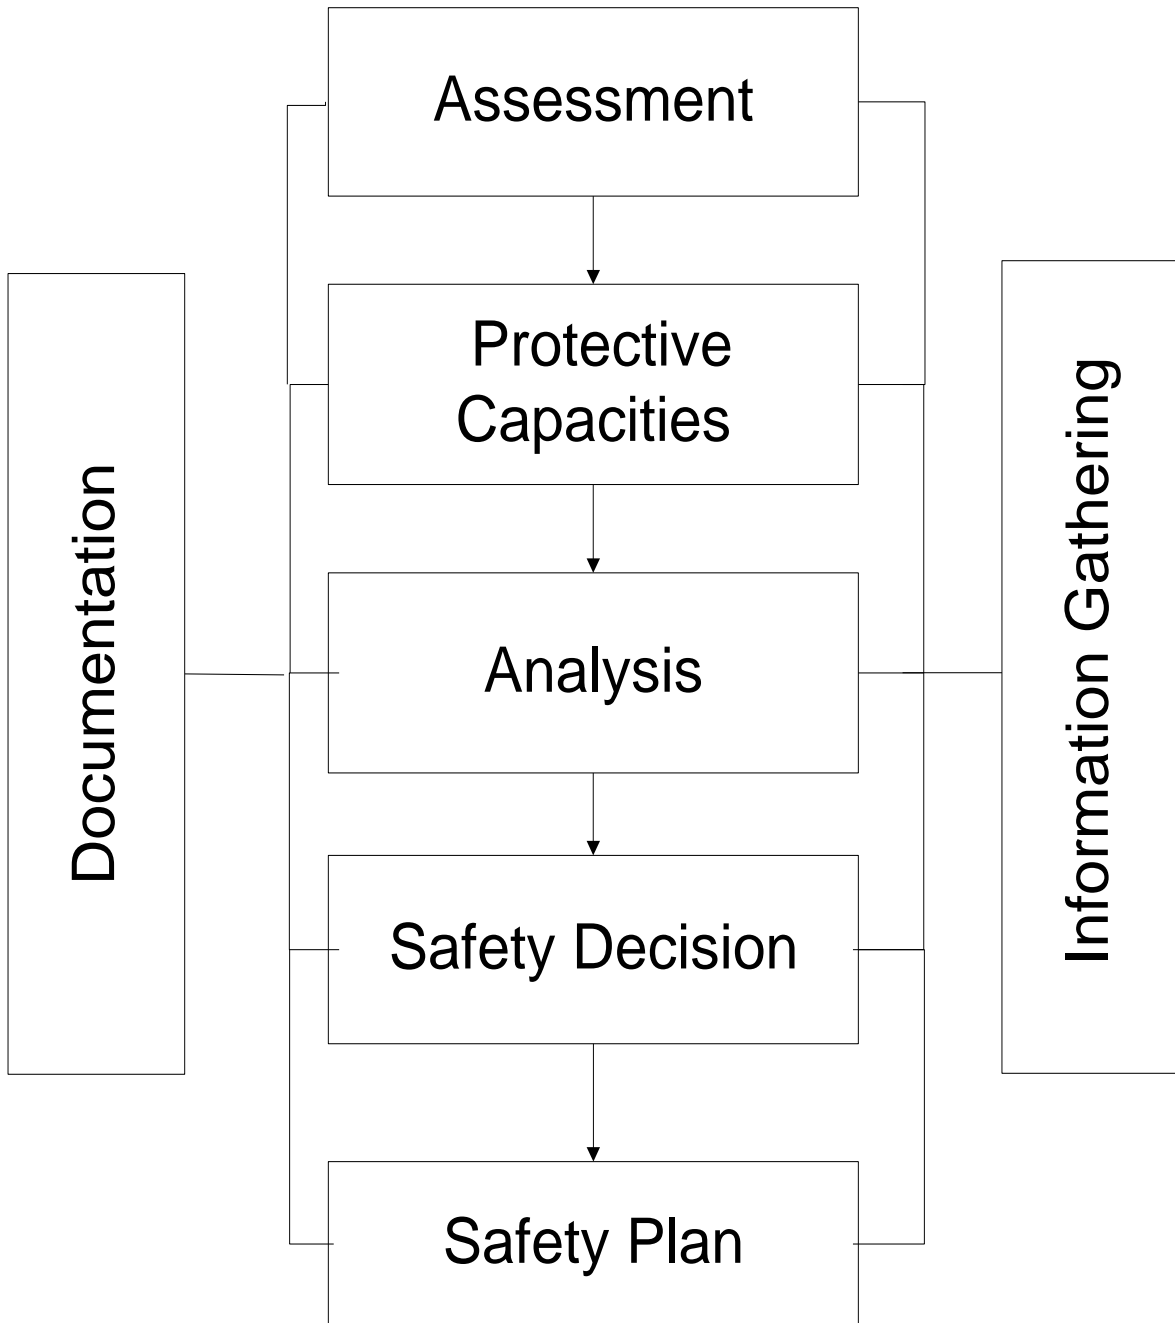 Assessment
Protective
Capacities
Analysis
Safety Decision
Safety Plan
Documentation
Information Gathering